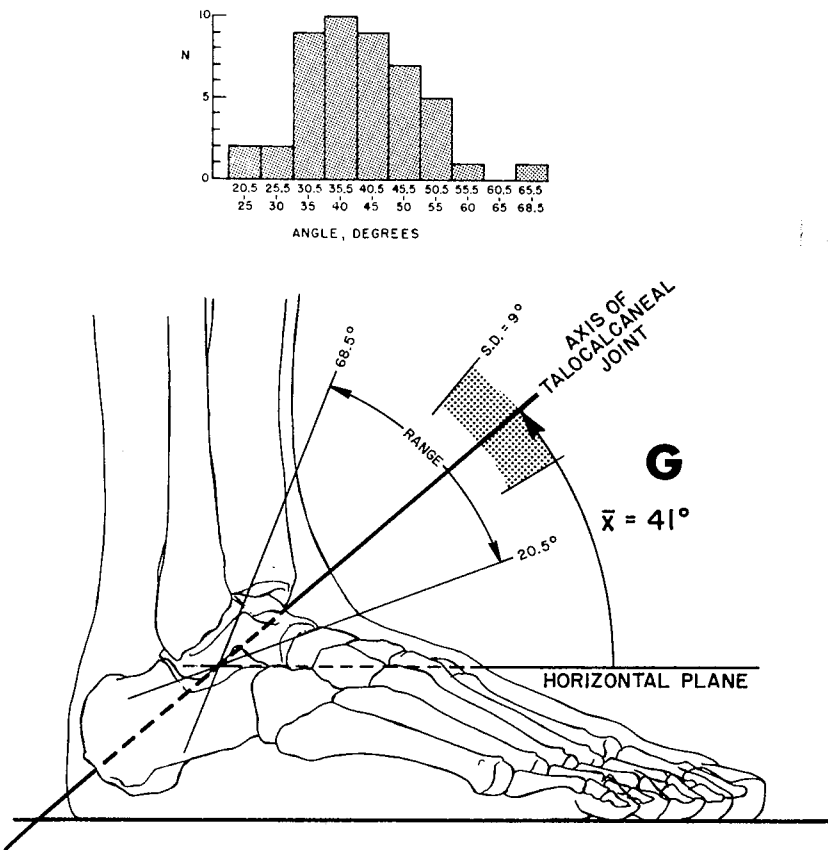 10
N
5
0
20.5 25.5 30.5 35.5 40.5 45.5 50.5 55.5 60.5 65.5
25 30 35 40 45 50 55 60 65 68.5
ANGLE, DEGREES
68.5°
S.D. = 9°
AXIS OF
TALOCALCANEAL
JOINT
RANGE
G
x̄ = 41°
20.5°
HORIZONTAL PLANE